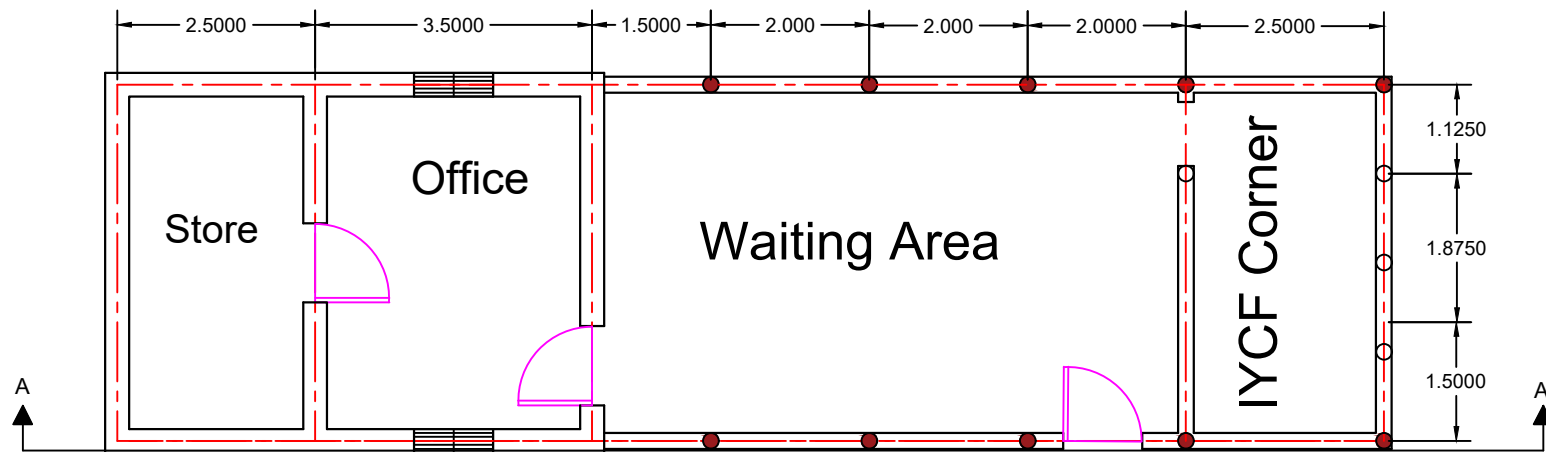 2.5000 3.5000 1.5000 2.000 2.000 2.0000 2.5000
1.1250
Office
Store
Waiting Area
IYCF Corner
1.8750
1.5000
A A